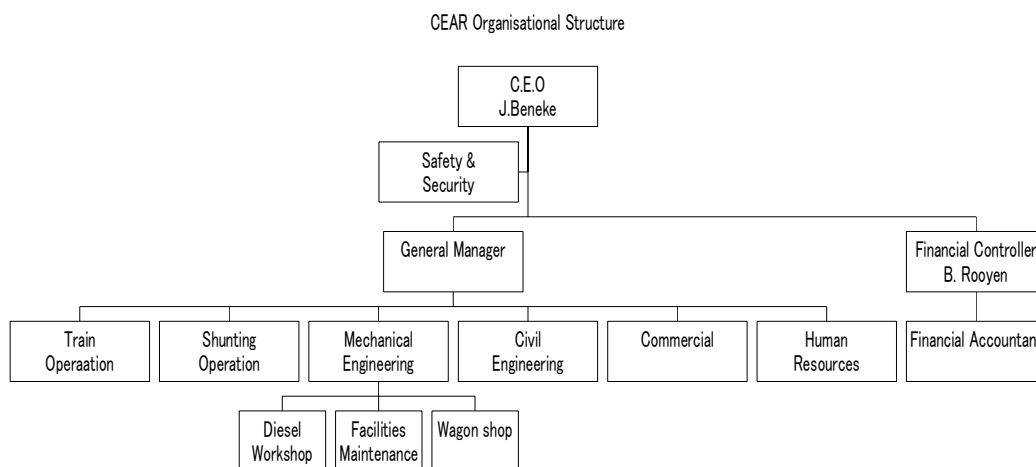 CEAR Organisational Structure
C.E.O
J.Beneke
Safety &
Security
General Manager
Financial Controller
B. Rooyen
Train
Operaation
Shunting
Operation
Mechanical
Engineering
Civil
Engineering
Commercial
Human
Resources
Financial Accountan
Diesel
Workshop
Facilities
Maintenance
Wagon shop